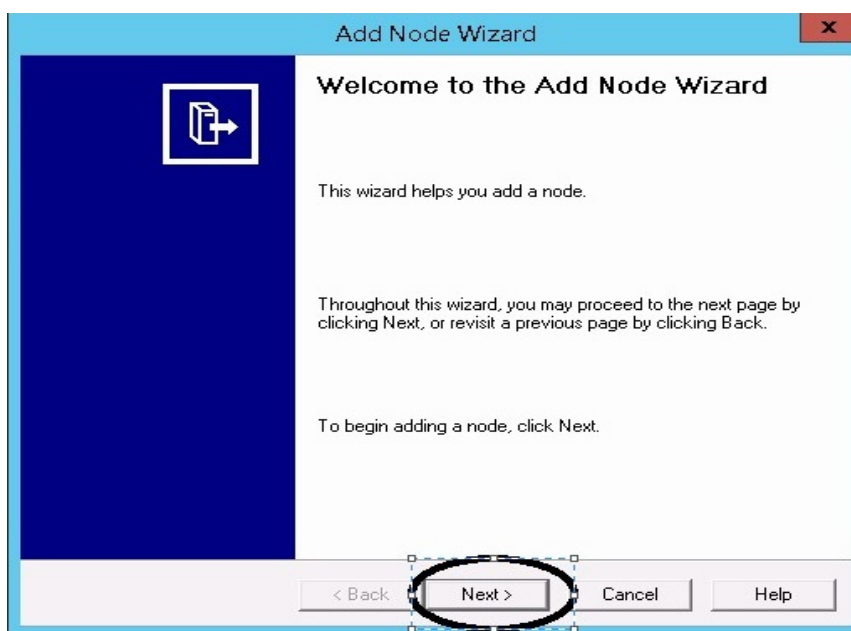 Add Node Wizard
x
Welcome to the Add Node Wizard
This wizard helps you add a node.
Throughout this wizard, you may proceed to the next page by
clicking Next, or revisit a previous page by clicking Back.
To begin adding a node, click Next.
< Back Next > Cancel Help